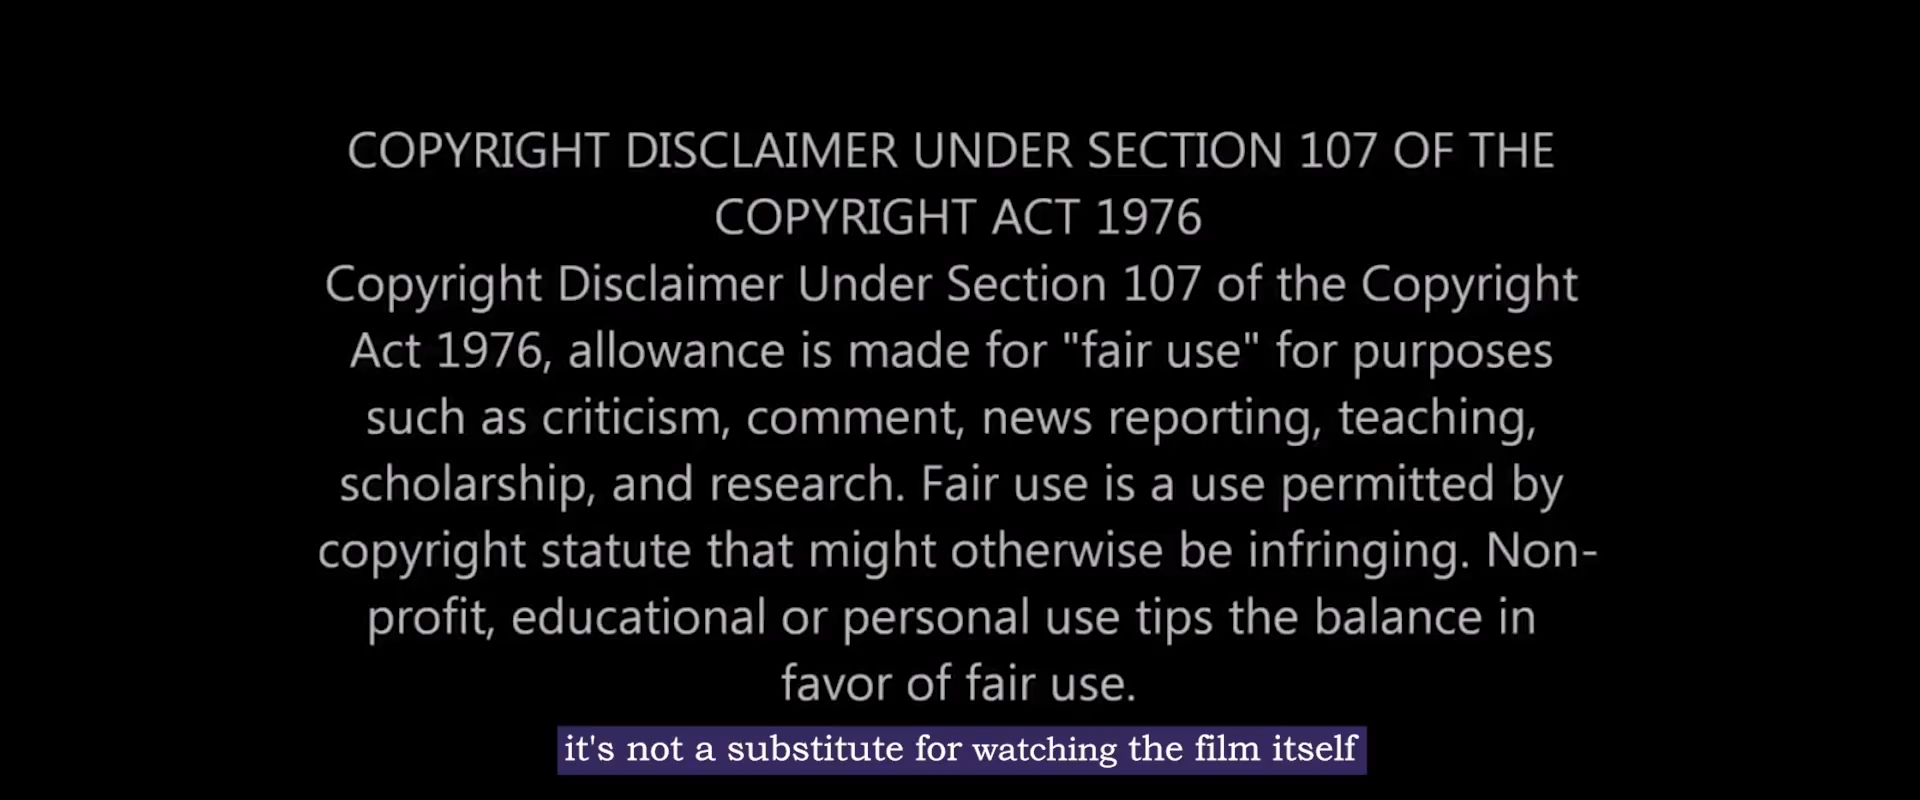 COPYRIGHT DISCLAIMER UNDER SECTION 107 OF THE
COPYRIGHT ACT 1976
Copyright Disclaimer Under Section 107 of the Copyright
Act 1976, allowance is made for "fair use" for purposes
such as criticism, comment, news reporting, teaching,
scholarship, and research. Fair use is a use permitted by
copyright statute that might otherwise be infringing. Non-
profit, educational or personal use tips the balance in
favor of fair use.
it's not a substitute for watching the film itself